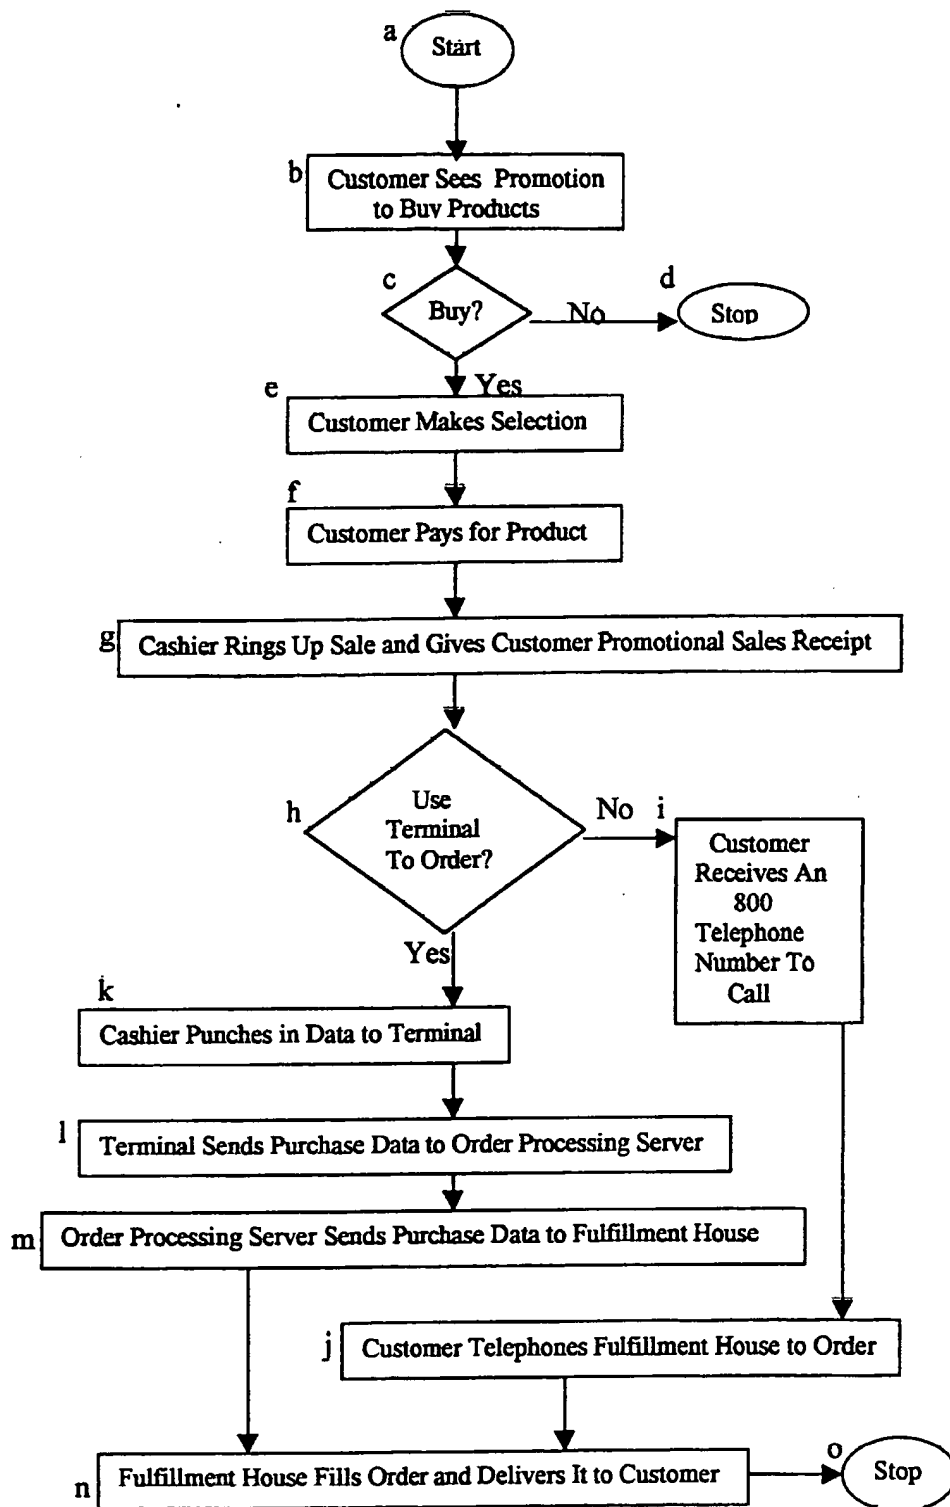 a
Start
b
Customer Sees Promotion
to Buy Products
c
Buy?
No
d
Stop
Yes
e
Customer Makes Selection
f
Customer Pays for Product
g
Cashier Rings Up Sale and Gives Customer Promotional Sales Receipt
h
Use
Terminal
To Order?
No
i
Customer
Receives An
800
Telephone
Number To
Call
Yes
k
Cashier Punches in Data to Terminal
l
Terminal Sends Purchase Data to Order Processing Server
m
Order Processing Server Sends Purchase Data to Fulfillment House
j
Customer Telephones Fulfillment House to Order
n
Fulfillment House Fills Order and Delivers It to Customer
o
Stop